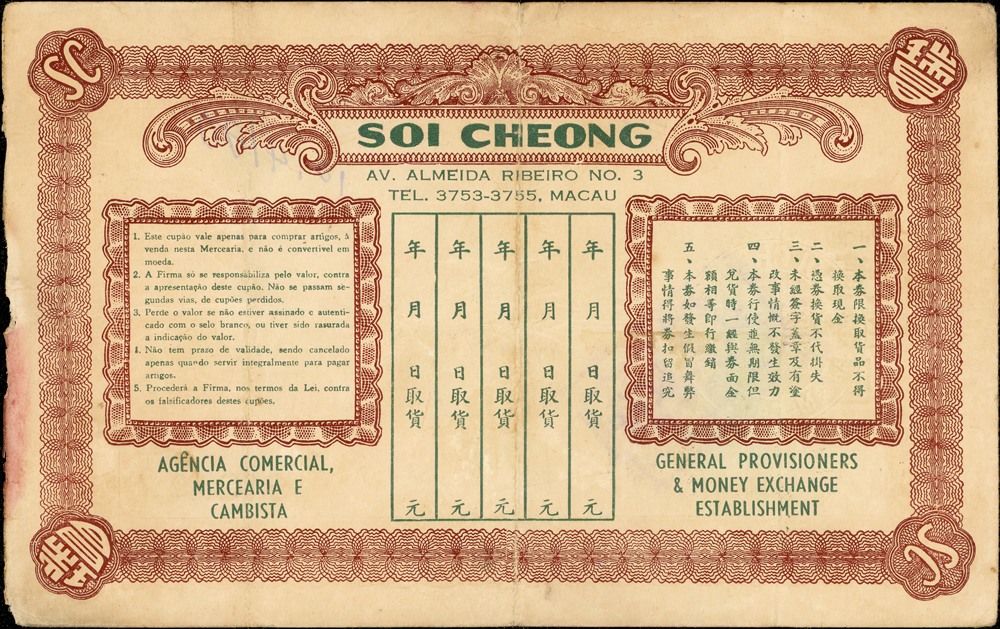 SC
瑞昌
SOI CHEONG
AV. ALMEIDA RIBEIRO NO. 3
TEL. 3753-3755, MACAU
1. Este cupão vale apenas para comprar artigos, à
venda nesta Mercearia, e não é convertivel em
moeda.
2. A Firma só se responsabiliza pelo valor, contra
a apresentação deste cupão. Não se passam se-
gundas vias, de cupões perdidos.
3. Perde o valor se não estiver assinado e autenti-
cado com o selo branco, ou tiver sido rasurada
a indicação do valor.
4. Não tem prazo de validade, sendo cancelado
apenas quando servir integralmente para pagar
artigos.
5. Procederá a Firma, nos termos da Lei, contra
os falsificadores destes cupões.
年 月 日取貨 元
年 月 日取貨 元
年 月 日取貨 元
年 月 日取貨 元
年 月 日取貨 元
一、本券限換取貨品不得
換取現金
二、憑券換貨不代掛失
三、未經簽字蓋章及有塗
改事情概不發生效力
四、本券行使並無期限但
兌貨時一經與券面金
額相等即行繳銷
五、本券如發生假冒舞弊
事情得將券扣留追究
AGÊNCIA COMERCIAL,
MERCEARIA E
CAMBISTA
GENERAL PROVISIONERS
& MONEY EXCHANGE
ESTABLISHMENT
瑞昌
SC